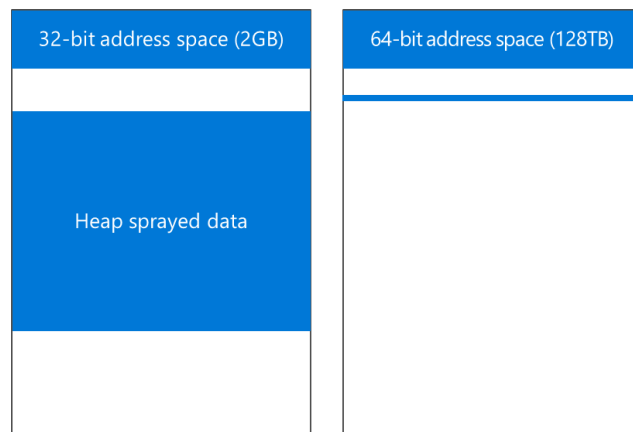 32-bit address space (2GB)
64-bit address space (128TB)
Heap sprayed data